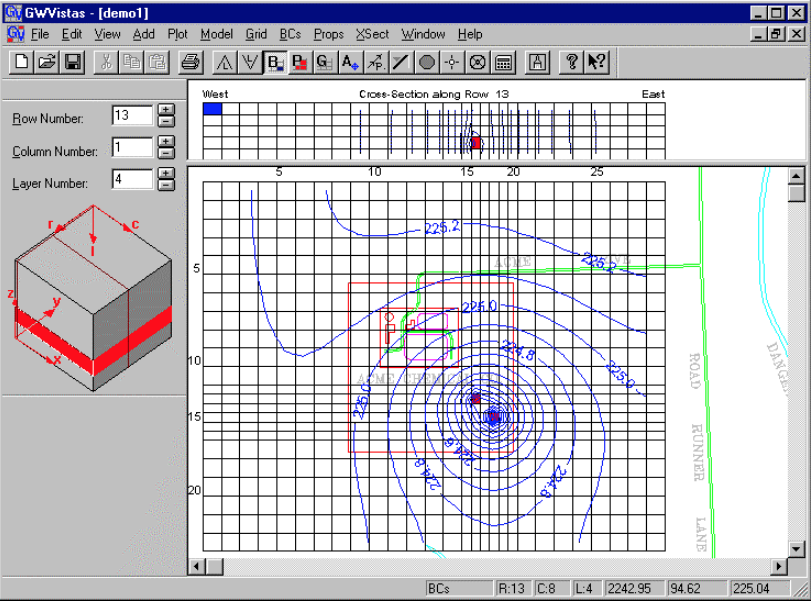 GWVistas - [demo1]
File Edit View Add Plot Model Grid BCs Props XSect Window Help
Row Number: 13
Column Number: 1
Layer Number: 4
r c
l
z
y
x
West Cross-Section along Row 13 East
5 10 15 20 25
5
10
15
20
225.2
225.2
225.0
224.8
225.0
225.0
224.6
224.8
224.8
ACME
ACME CHEMICAL
ROAD RUNNER LANE
BCs R:13 C:8 L:4 2242.95 94.62 225.04